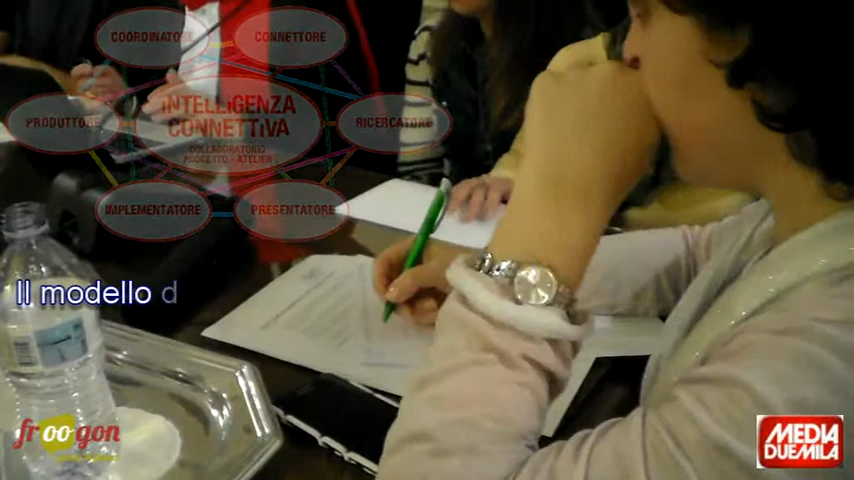 COORDINATORE
CONNETTORE
INTELLIGENZA
CONNETTIVA
COLLABORATORIO
PROGETTO - ATELIER
PRODUTTORE
RICERCATORE
IMPLEMENTATORE
PRESENTATORE
Il modello d
froogon
MEDIA
DUEMILA